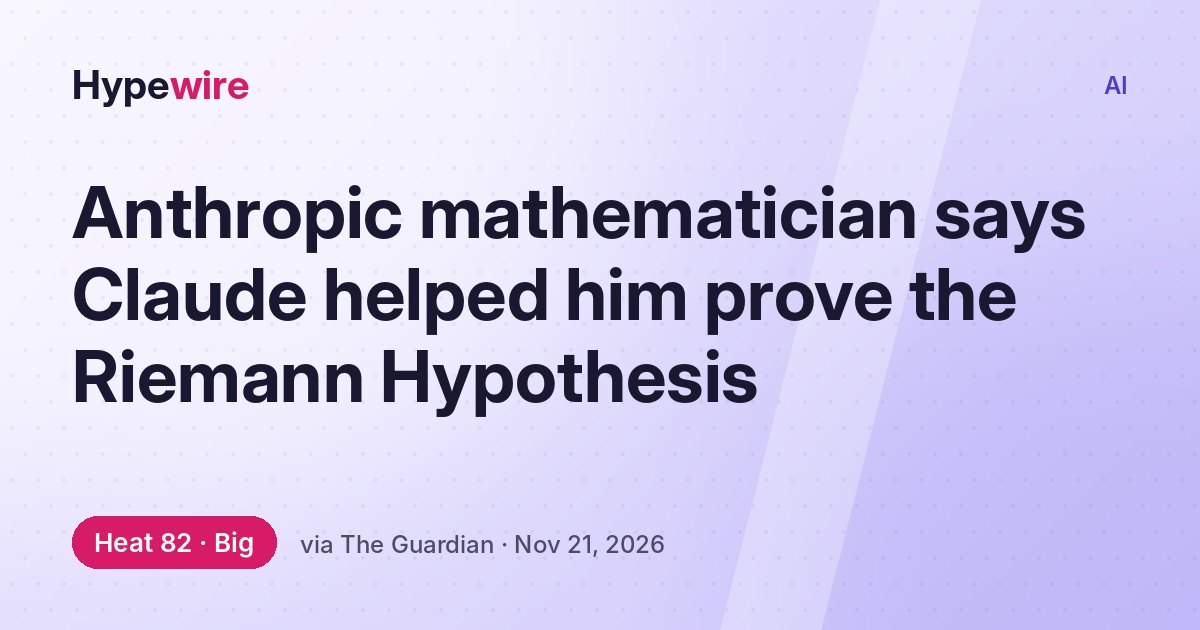 Hypewire
AI
Anthropic mathematician says
Claude helped him prove the
Riemann Hypothesis
Heat 82 · Big
via The Guardian · Nov 21, 2026